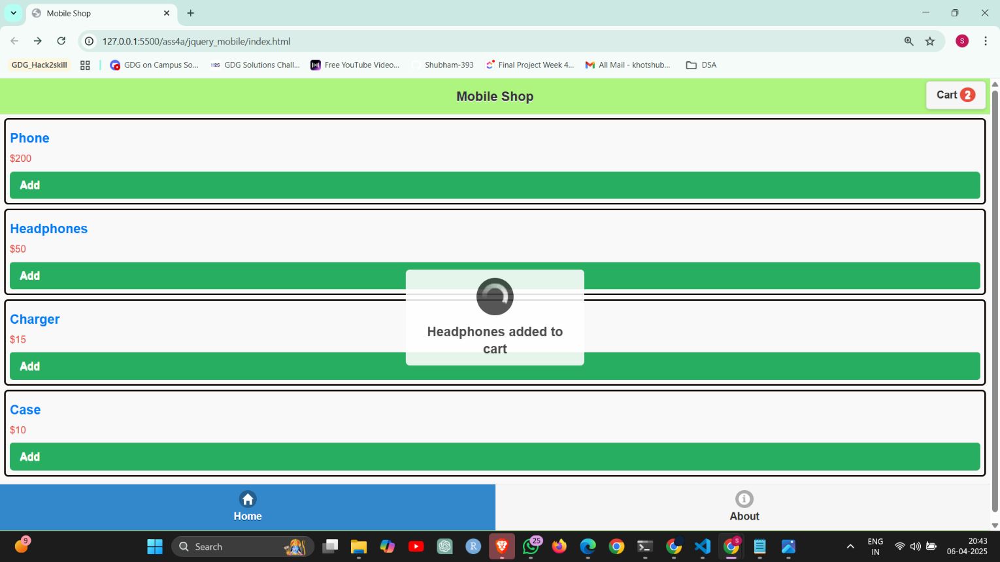 Mobile Shop
127.0.0.1:5500/ass4a/jquery_mobile/index.html
S
GDG_Hack2skill
GDG on Campus So...
GDG Solutions Chall...
Free YouTube Video...
Shubham-393
Final Project Week 4...
All Mail - khotshub...
DSA
Mobile Shop
Cart 2
Phone
$200
Add
Headphones
$50
Add
Headphones added to
cart
Charger
$15
Add
Case
$10
Add
Home
About
9
Search
R
25
S
ENG
IN
20:43
06-04-2025